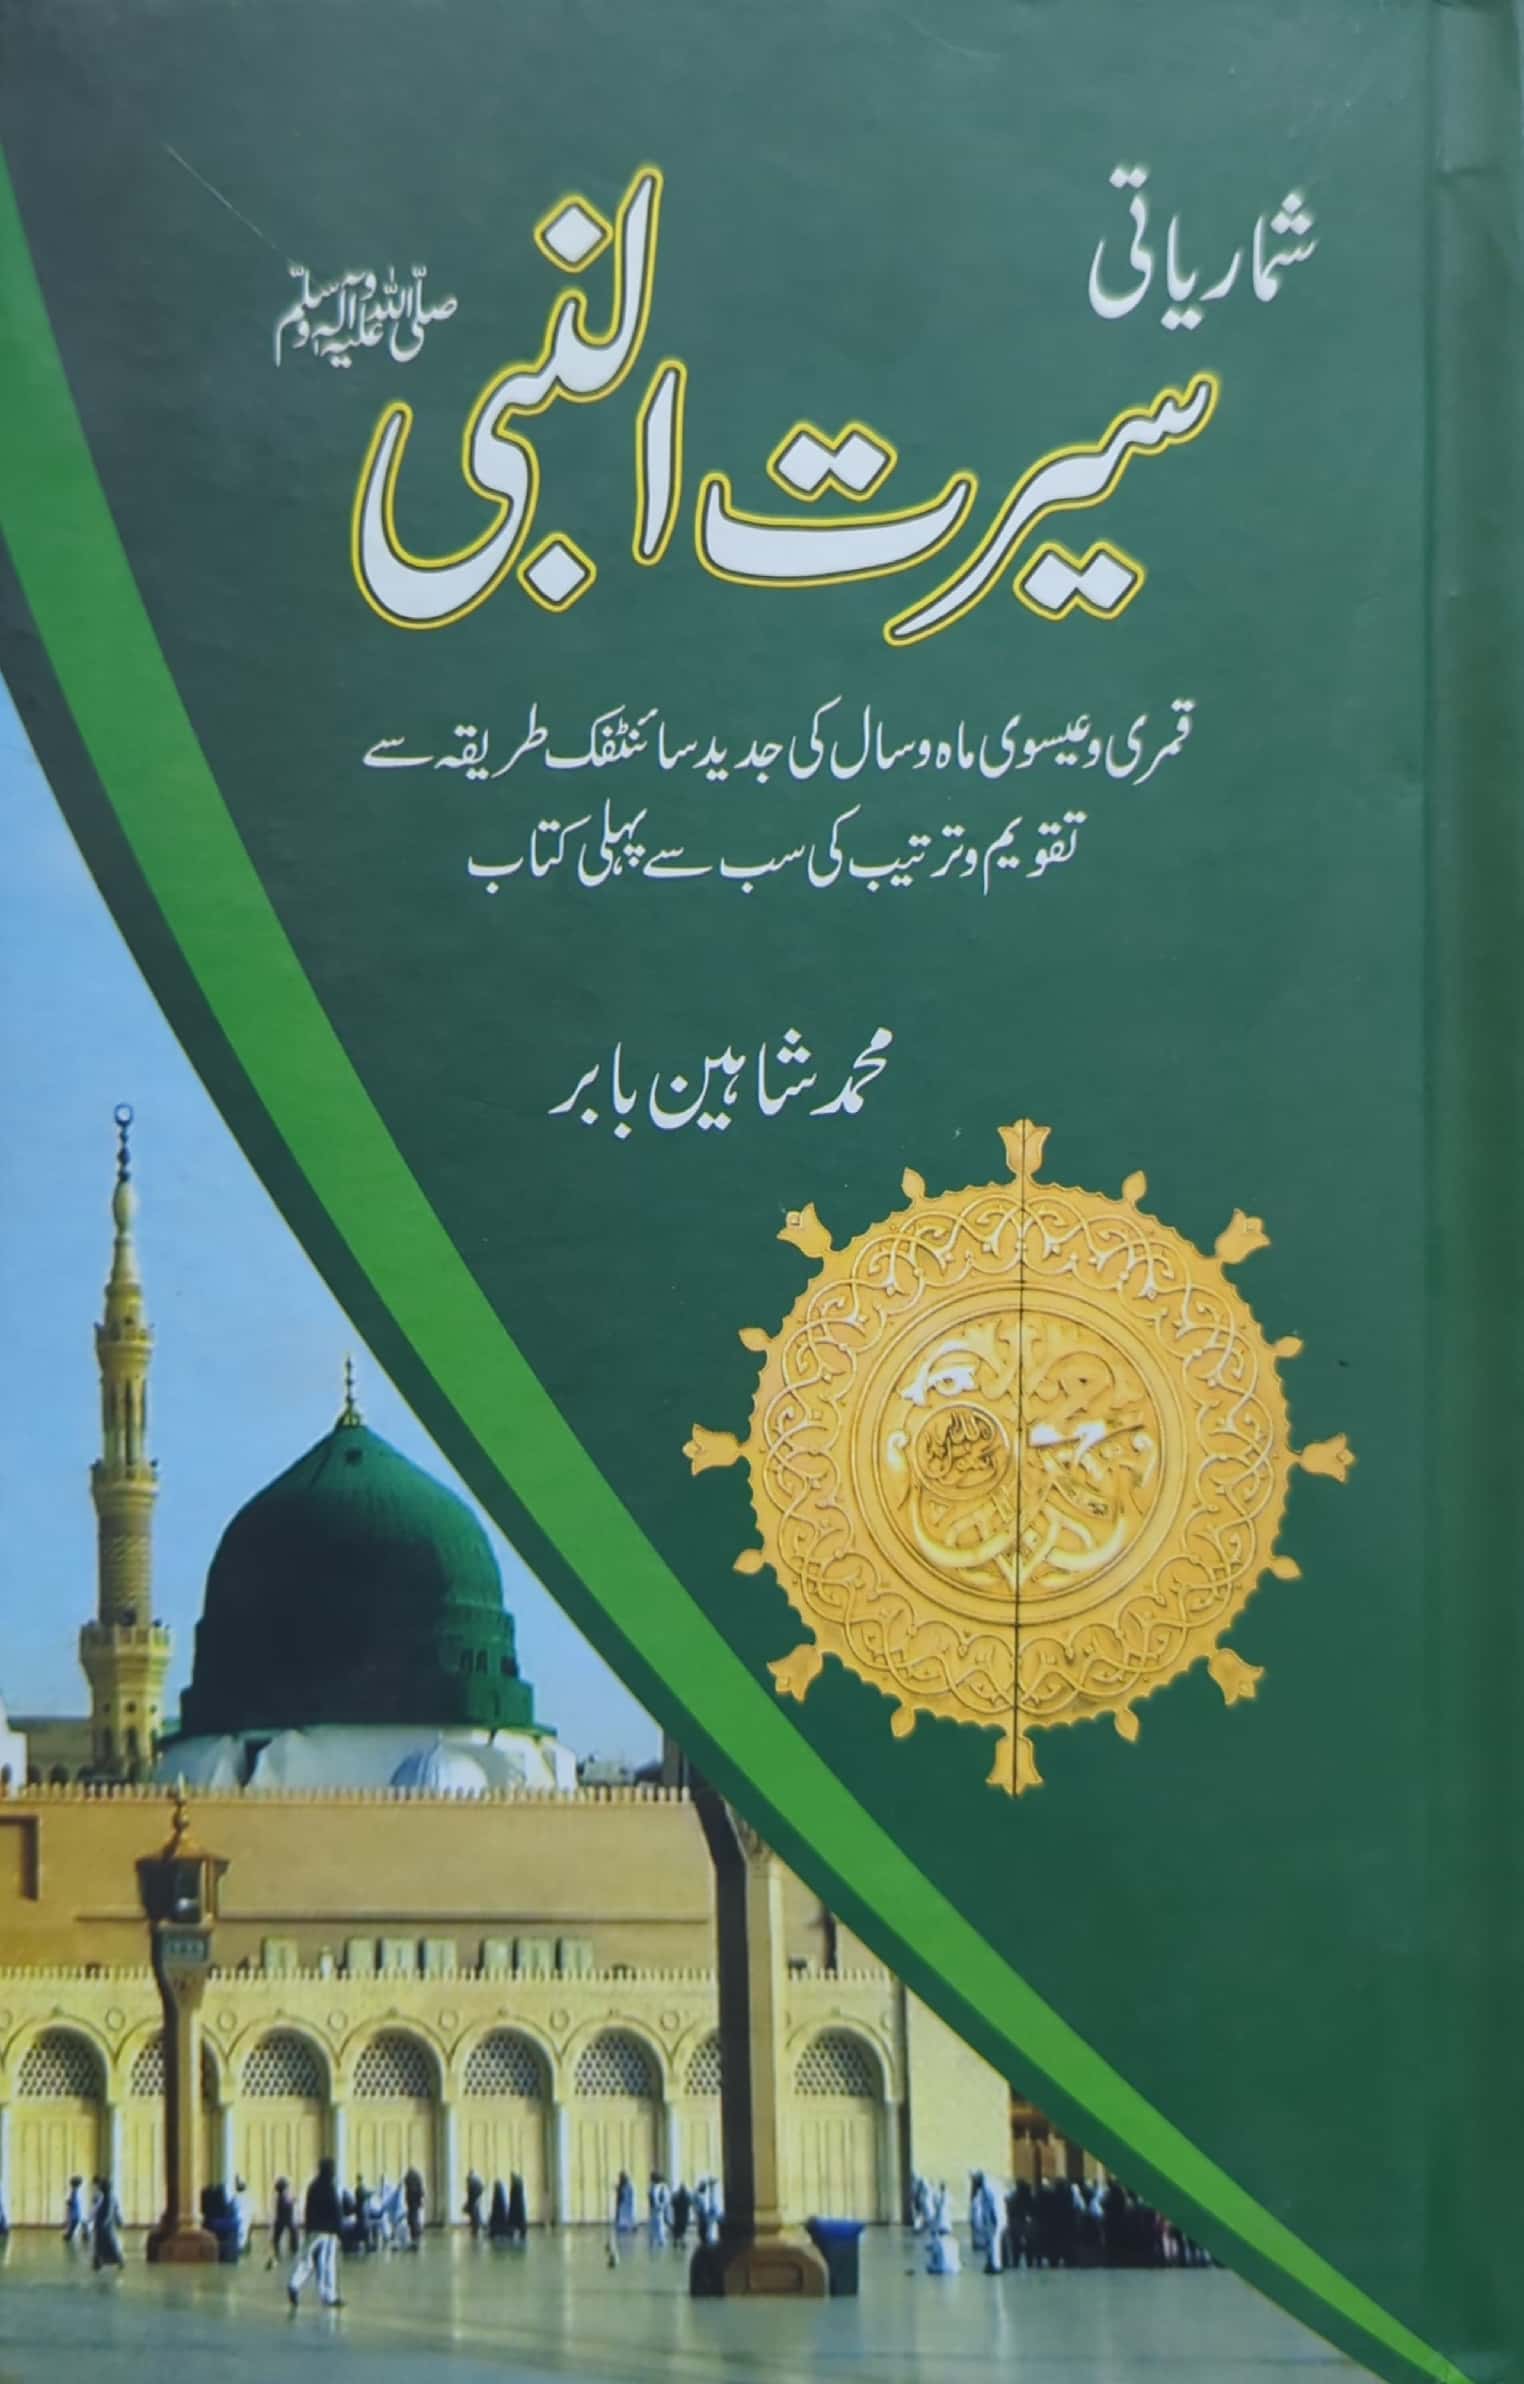 شماریاتی
سیرت النبی صلی اللہ علیہ وآلہ وسلم
قمری و عیسوی ماہ و سال کی جدید سائنٹفک طریقہ سے
تقویم و ترتیب کی سب سے پہلی کتاب
محمد شاہین بابر